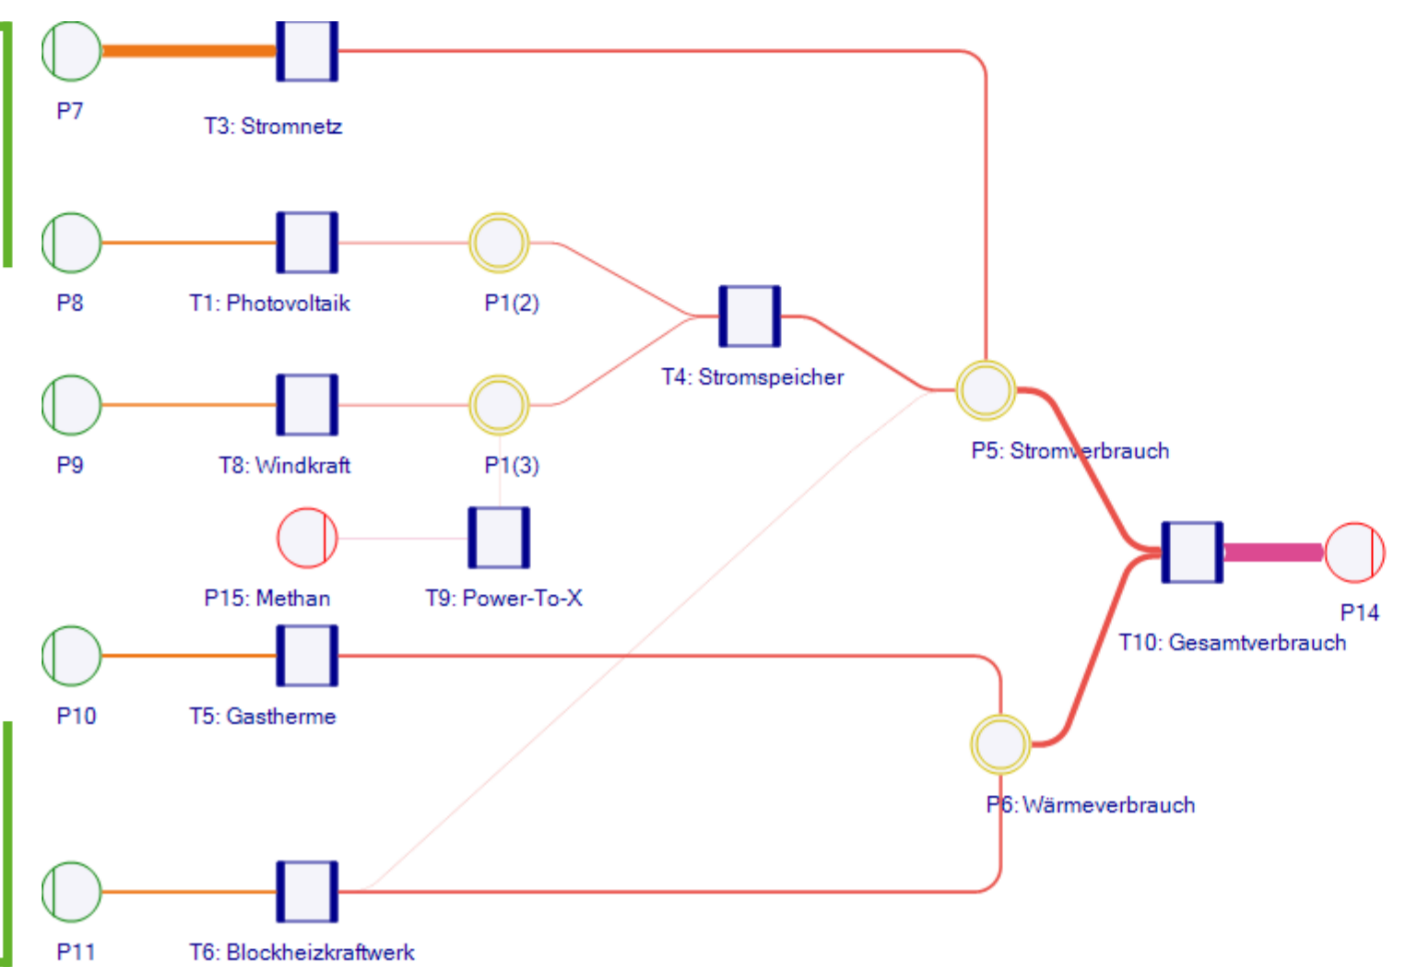 P7
T3: Stromnetz
P8
T1: Photovoltaik
P1(2)
T4: Stromspeicher
P9
T8: Windkraft
P1(3)
P5: Stromverbrauch
P15: Methan
T9: Power-To-X
P14
T10: Gesamtverbrauch
P10
T5: Gastherme
P6: Wärmeverbrauch
P11
T6: Blockheizkraftwerk